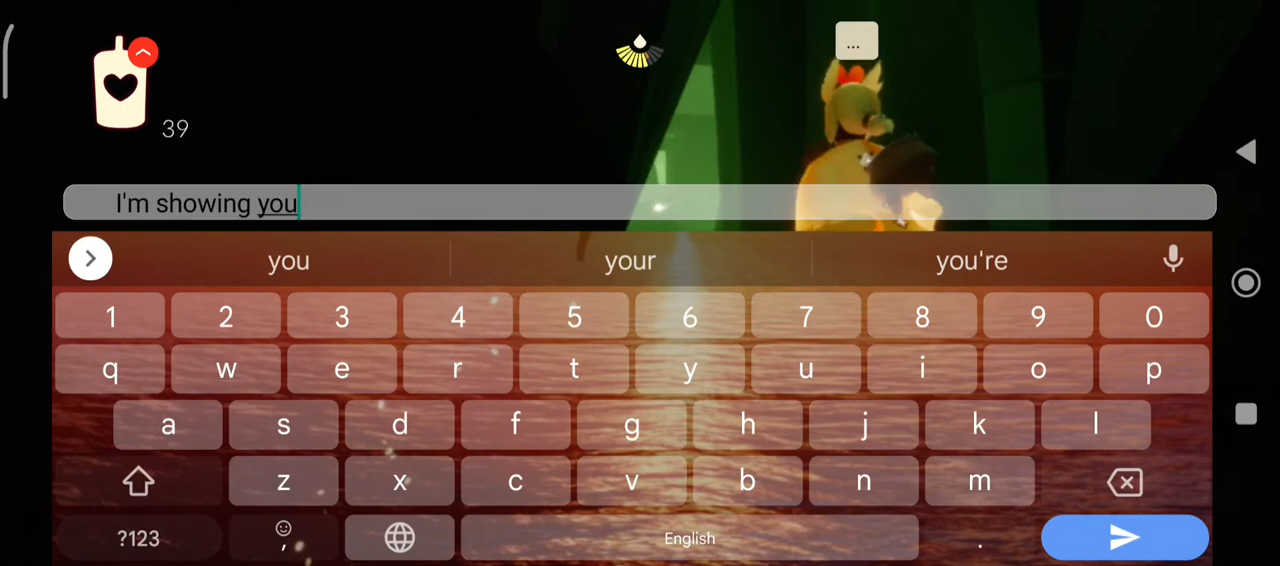 ...
39
I'm showing you
you your you're
1 2 3 4 5 6 7 8 9 0
q w e r t y u i o p
a s d f g h j k l
z x c v b n m
?123 , English .